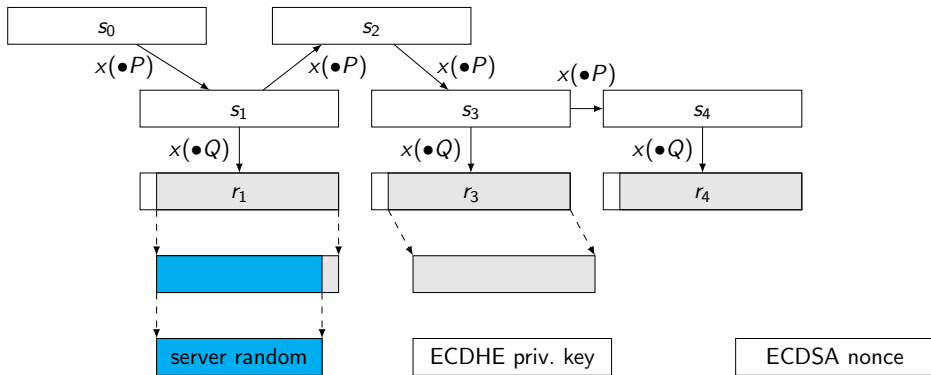 s₀ s₂
x(●P) x(●P) x(●P) x(●P)
s₁ s₃ s₄
x(●Q) x(●Q) x(●Q)
r₁ r₃ r₄
server random ECDHE priv. key ECDSA nonce